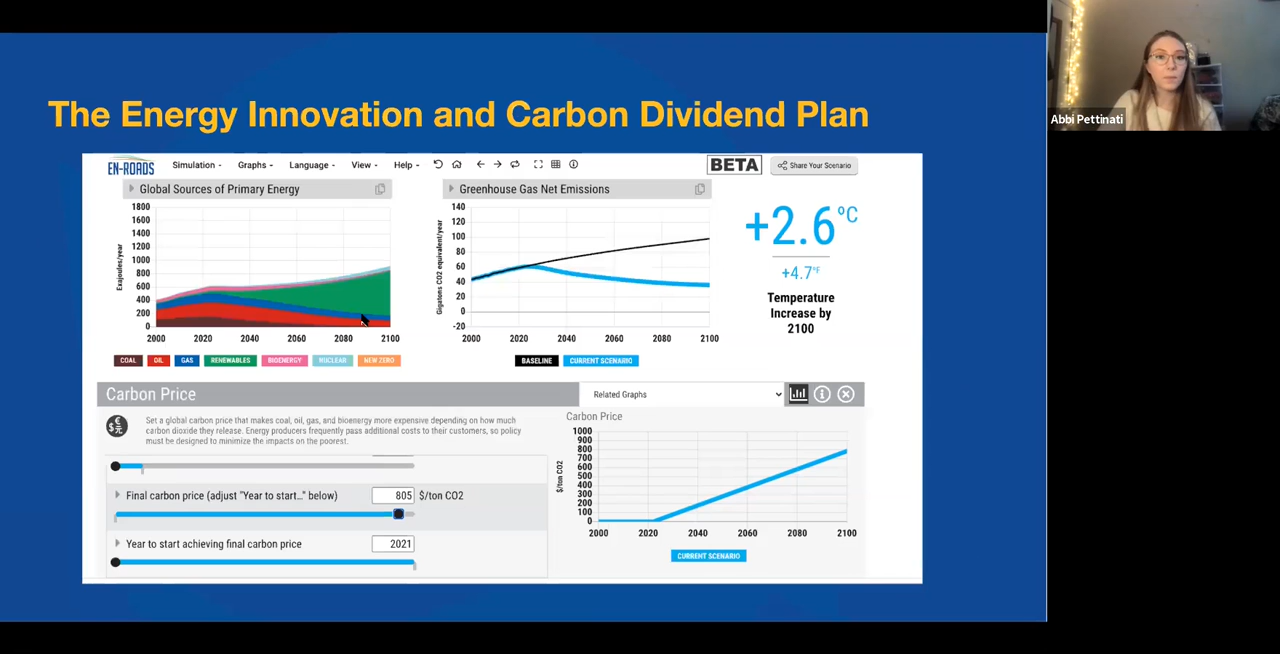 The Energy Innovation and Carbon Dividend Plan
Abbi Pettinati
EN-ROADS
Simulation
Graphs
Language
View
Help
BETA
Share Your Scenario
Global Sources of Primary Energy
Exajoules/year
1800
1600
1400
1200
1000
800
600
400
200
0
2000 2020 2040 2060 2080 2100
COAL OIL GAS RENEWABLES BIOENERGY NUCLEAR NEW ZERO
Greenhouse Gas Net Emissions
Gigatons CO2 equivalent/year
140
120
100
80
60
40
20
0
-20
2000 2020 2040 2060 2080 2100
BASELINE CURRENT SCENARIO
+2.6°C
+4.7°F
Temperature
Increase by
2100
Carbon Price
Related Graphs
Set a global carbon price that makes coal, oil, gas, and bioenergy more expensive depending on how much
carbon dioxide they release. Energy producers frequently pass additional costs to their customers, so policy
must be designed to minimize the impacts on the poorest.
Final carbon price (adjust "Year to start..." below) 805 $/ton CO2
Year to start achieving final carbon price 2021
Carbon Price
$/ton CO2
1000
900
800
700
600
500
400
300
200
100
0
2000 2020 2040 2060 2080 2100
CURRENT SCENARIO